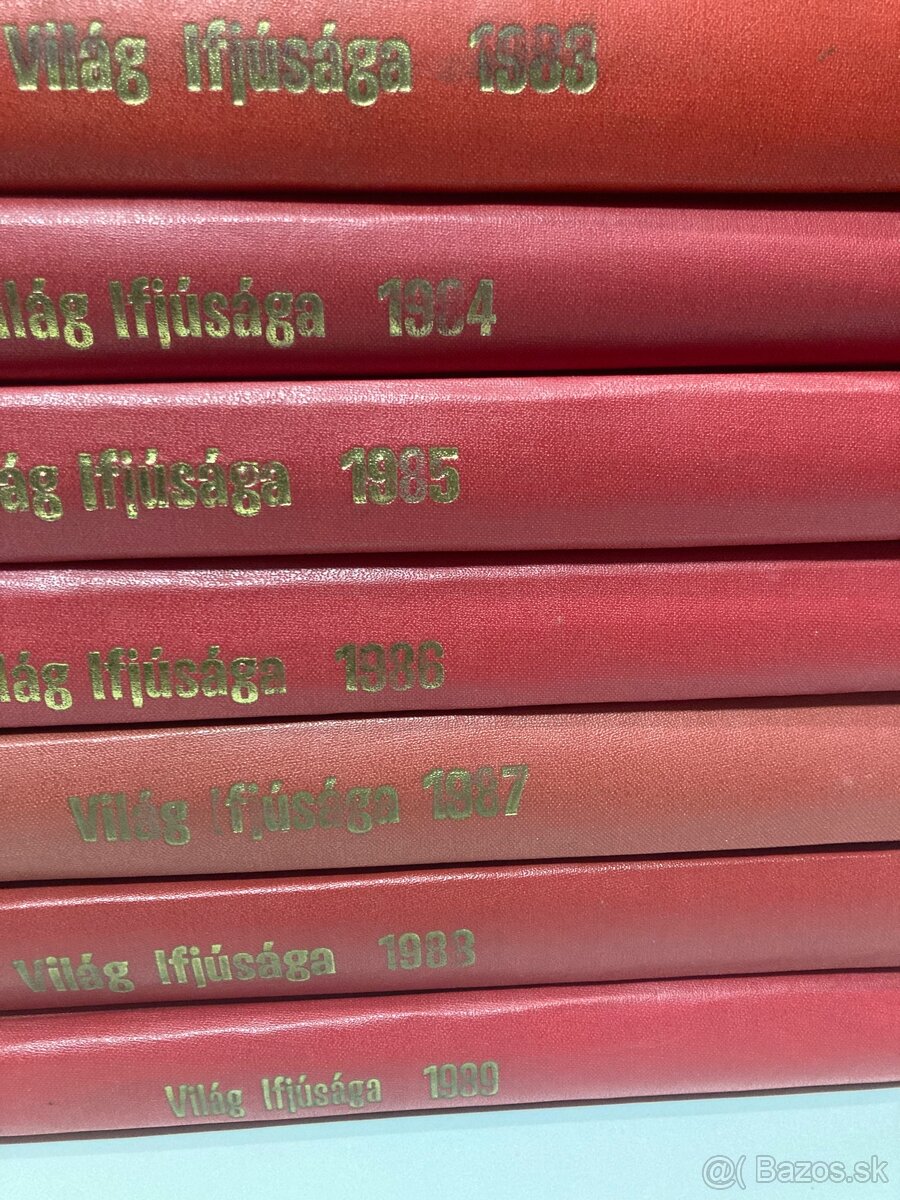 Világ Ifjúsága 1983
ilág Ifjúsága 1984
ág Ifjúsága 1985
lág Ifjúsága 1986
Világ Ifjúsága 1987
Világ Ifjúsága 1988
Világ Ifjúsága 1989
@ Bazos.sk